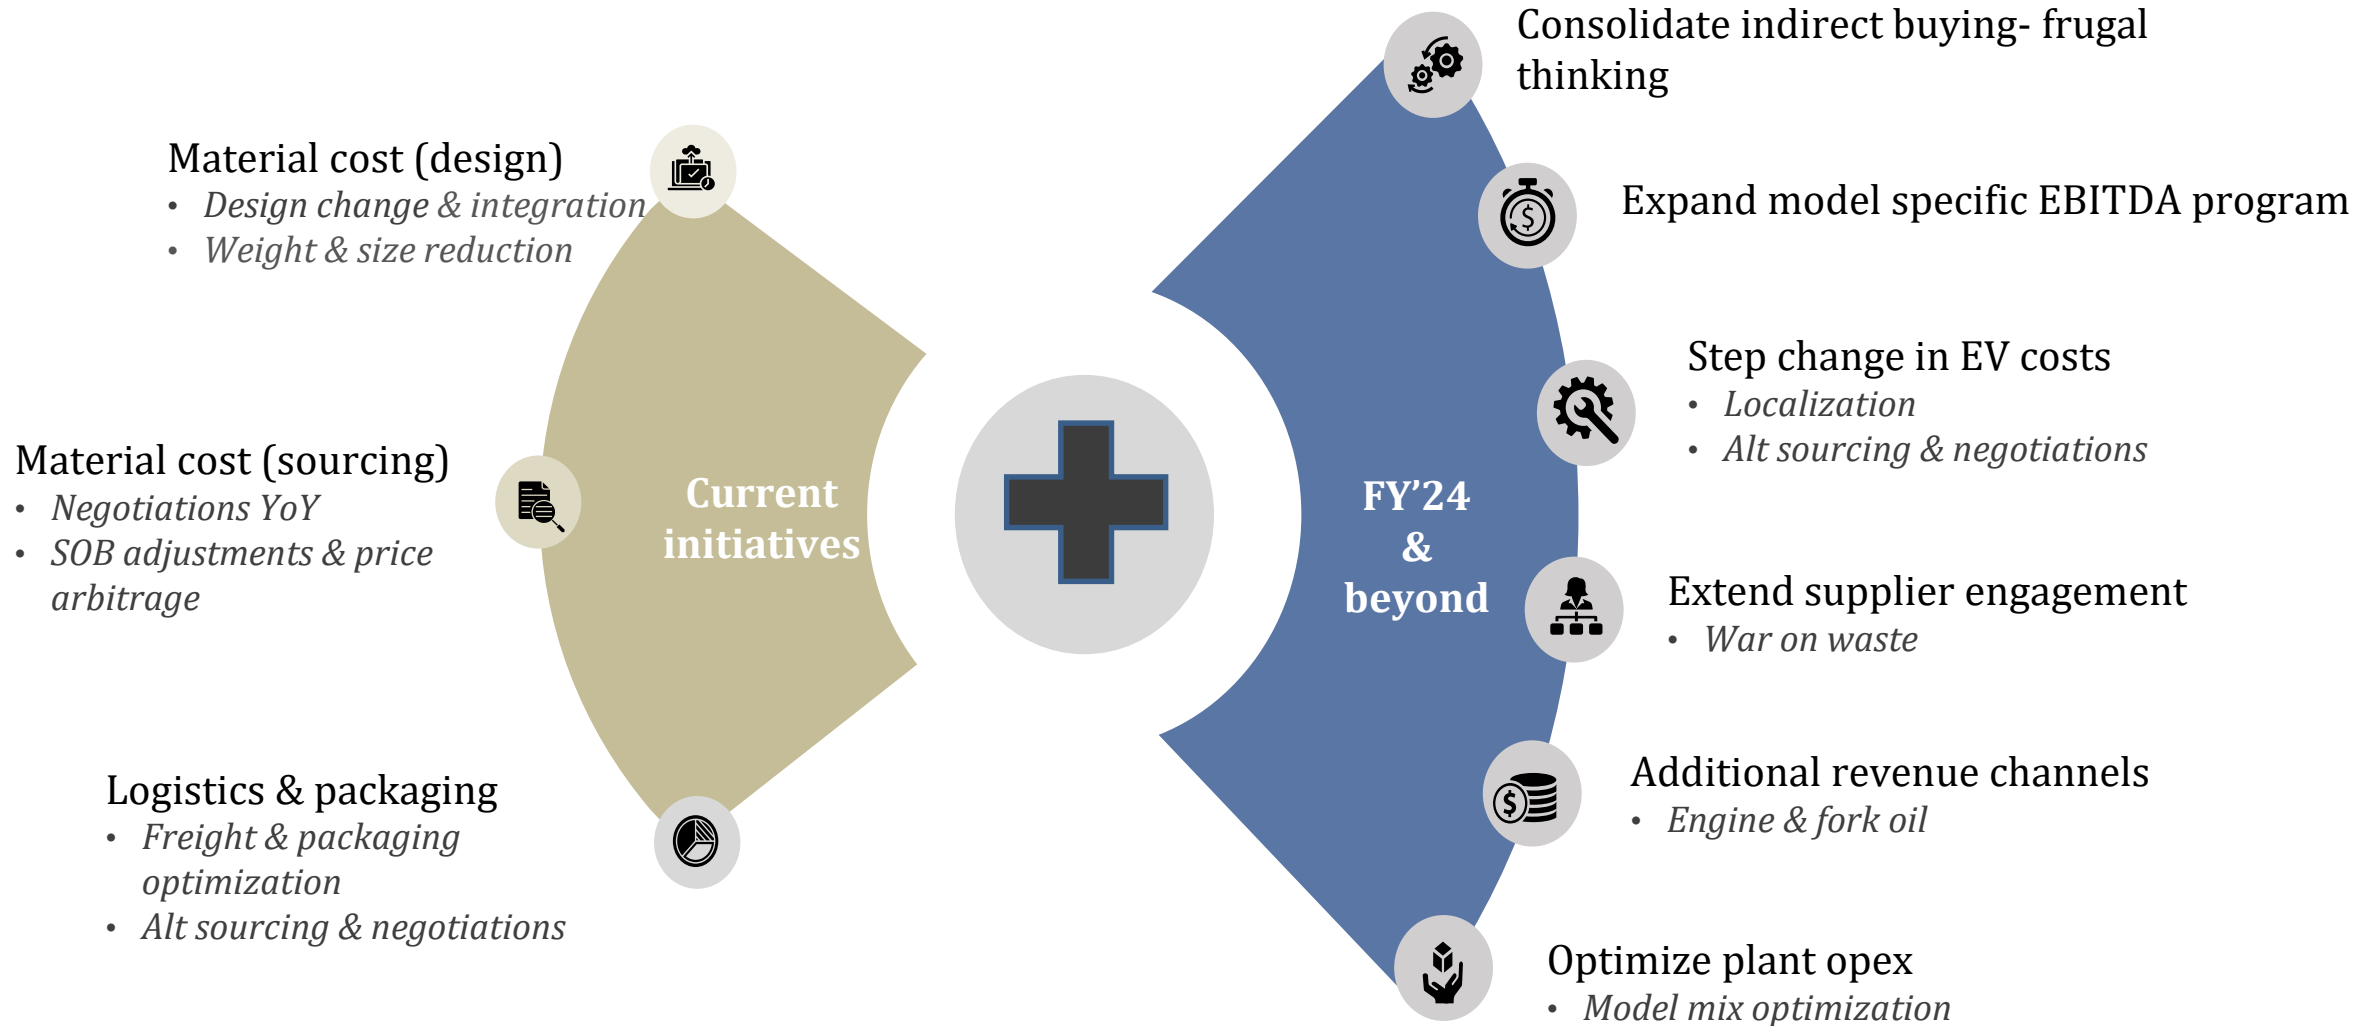 Material cost (design)
• Design change & integration
• Weight & size reduction
Material cost (sourcing)
• Negotiations YoY
• SOB adjustments & price
arbitrage
Logistics & packaging
• Freight & packaging
optimization
• Alt sourcing & negotiations
Current
initiatives
FY’24
&
beyond
Consolidate indirect buying- frugal
thinking
Expand model specific EBITDA program
Step change in EV costs
• Localization
• Alt sourcing & negotiations
Extend supplier engagement
• War on waste
Additional revenue channels
• Engine & fork oil
Optimize plant opex
• Model mix optimization